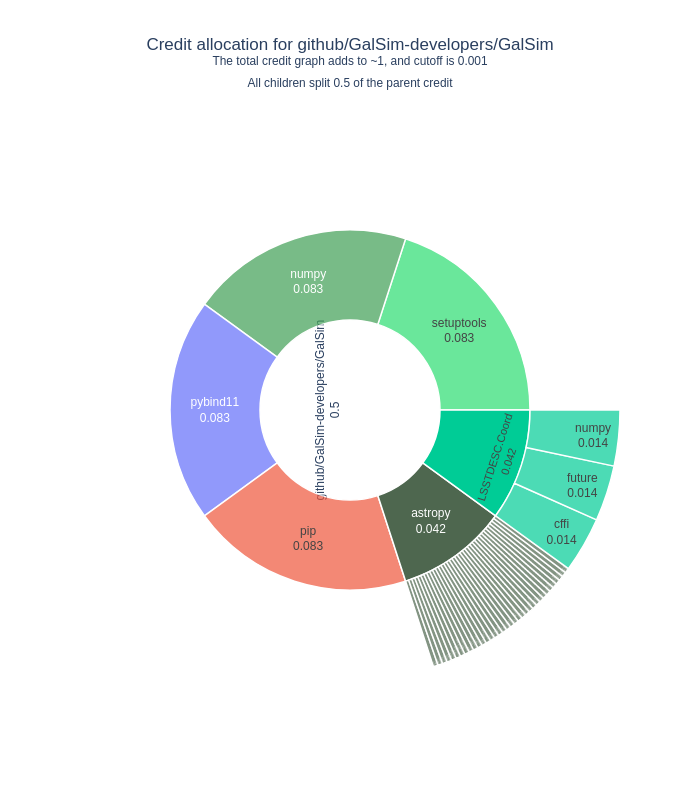 Credit allocation for github/GalSim-developers/GalSim
The total credit graph adds to ~1, and cutoff is 0.001
All children split 0.5 of the parent credit
numpy
0.083
setuptools
0.083
pybind11
0.083
github/GalSim-developers/GalSim
0.5
LSSTDESC.Coord
0.042
numpy
0.014
future
0.014
cffi
0.014
astropy
0.042
pip
0.083